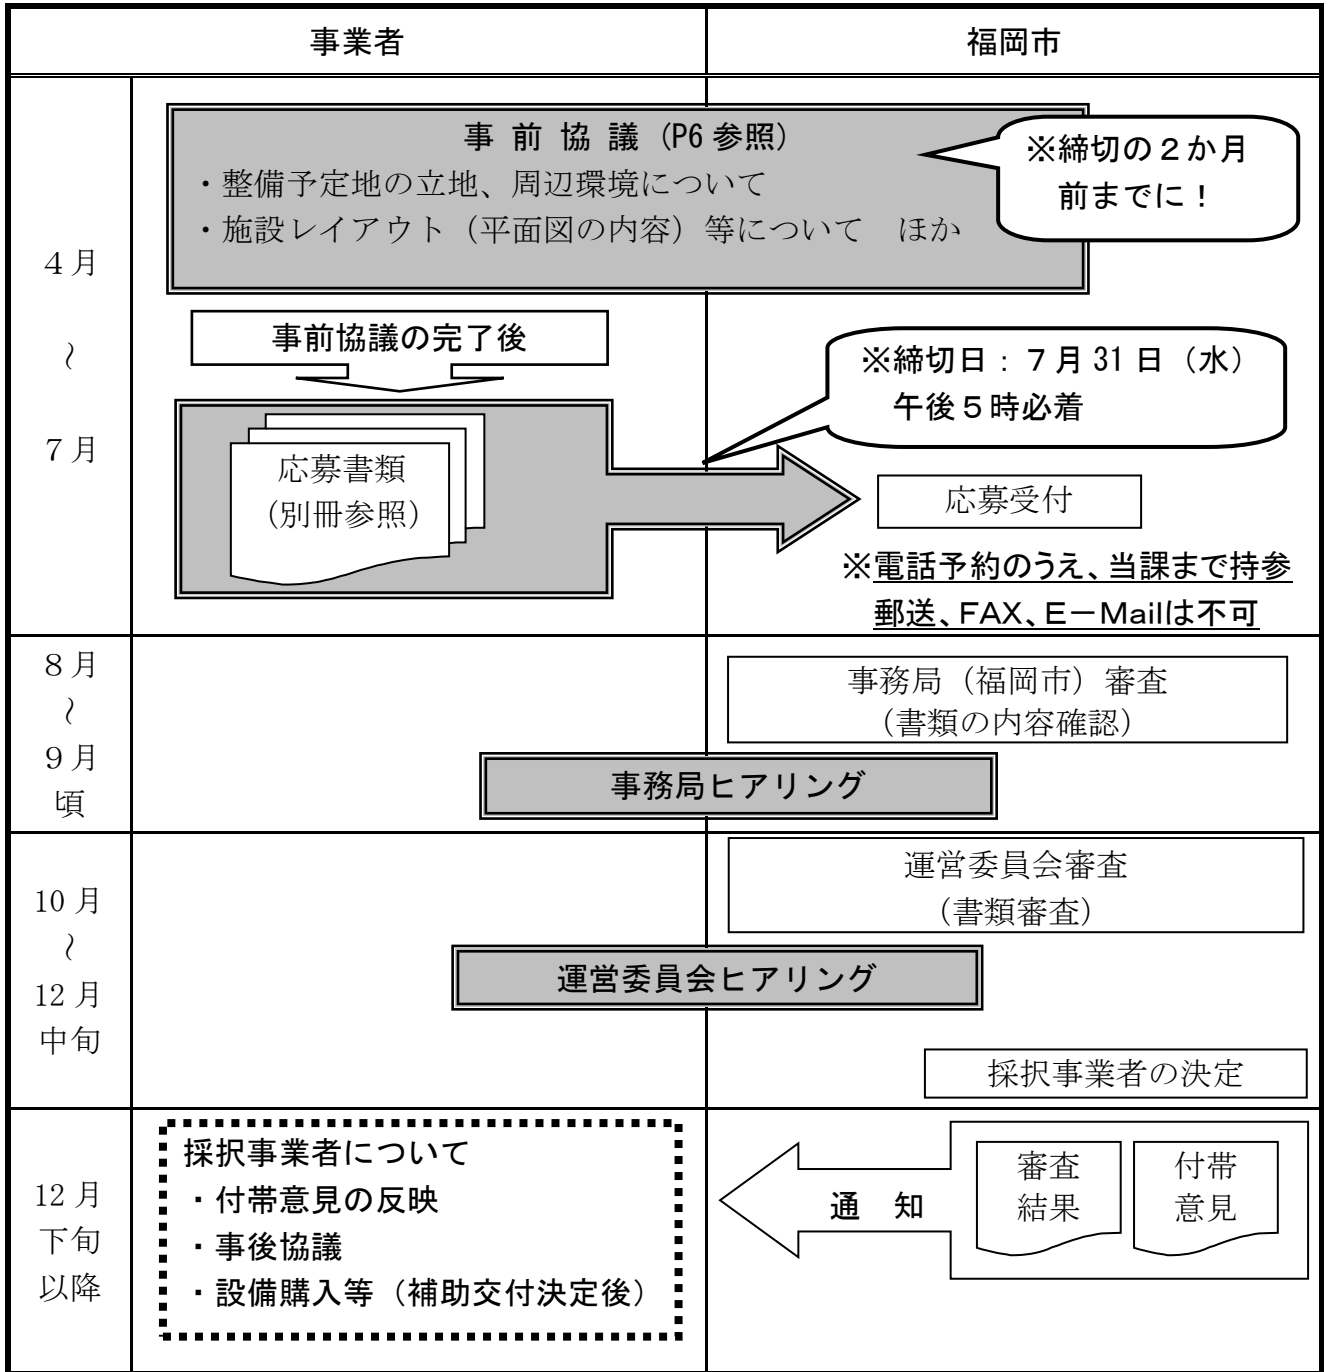 事業者
福岡市
4月
~
7月
事前協議(P6参照)
・整備予定地の立地、周辺環境について
・施設レイアウト(平面図の内容)等について　ほか
※締切の２か月
前までに！
事前協議の完了後
※締切日：７月31日（水）
午後５時必着
応募書類
(別冊参照)
応募受付
※電話予約のうえ、当課まで持参
郵送、FAX、E－Mailは不可
８月
~
９月
頃
事務局（福岡市）審査
(書類の内容確認)
事務局ヒアリング
10月
~
12月
中旬
運営委員会審査
(書類審査)
運営委員会ヒアリング
採択事業者の決定
12月
下旬
以降
採択事業者について
・付帯意見の反映
・事後協議
・設備購入等（補助交付決定後）
通　知
審査
結果
付帯
意見